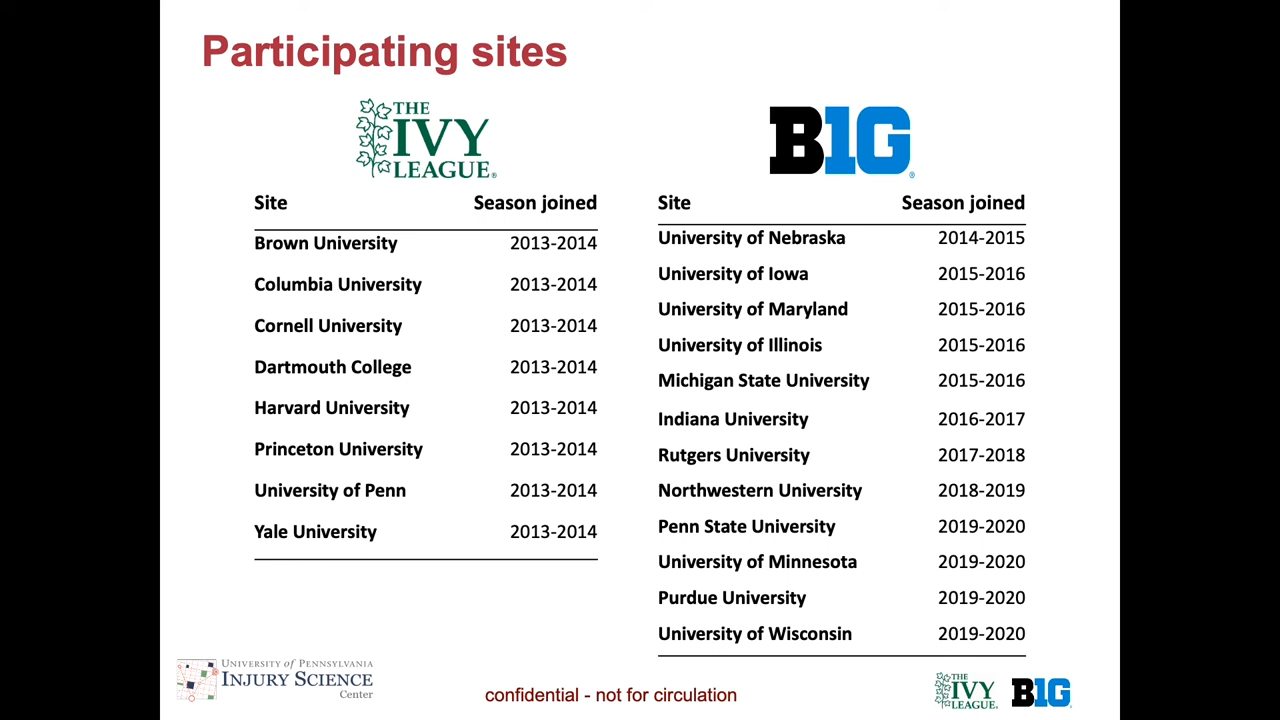 Participating sites
THE
IVY
LEAGUE®
Site Season joined
Brown University 2013-2014
Columbia University 2013-2014
Cornell University 2013-2014
Dartmouth College 2013-2014
Harvard University 2013-2014
Princeton University 2013-2014
University of Penn 2013-2014
Yale University 2013-2014
B1G®
Site Season joined
University of Nebraska 2014-2015
University of Iowa 2015-2016
University of Maryland 2015-2016
University of Illinois 2015-2016
Michigan State University 2015-2016
Indiana University 2016-2017
Rutgers University 2017-2018
Northwestern University 2018-2019
Penn State University 2019-2020
University of Minnesota 2019-2020
Purdue University 2019-2020
University of Wisconsin 2019-2020
UNIVERSITY of PENNSYLVANIA
INJURY SCIENCE
Center
confidential - not for circulation
THE
IVY
LEAGUE®
B1G